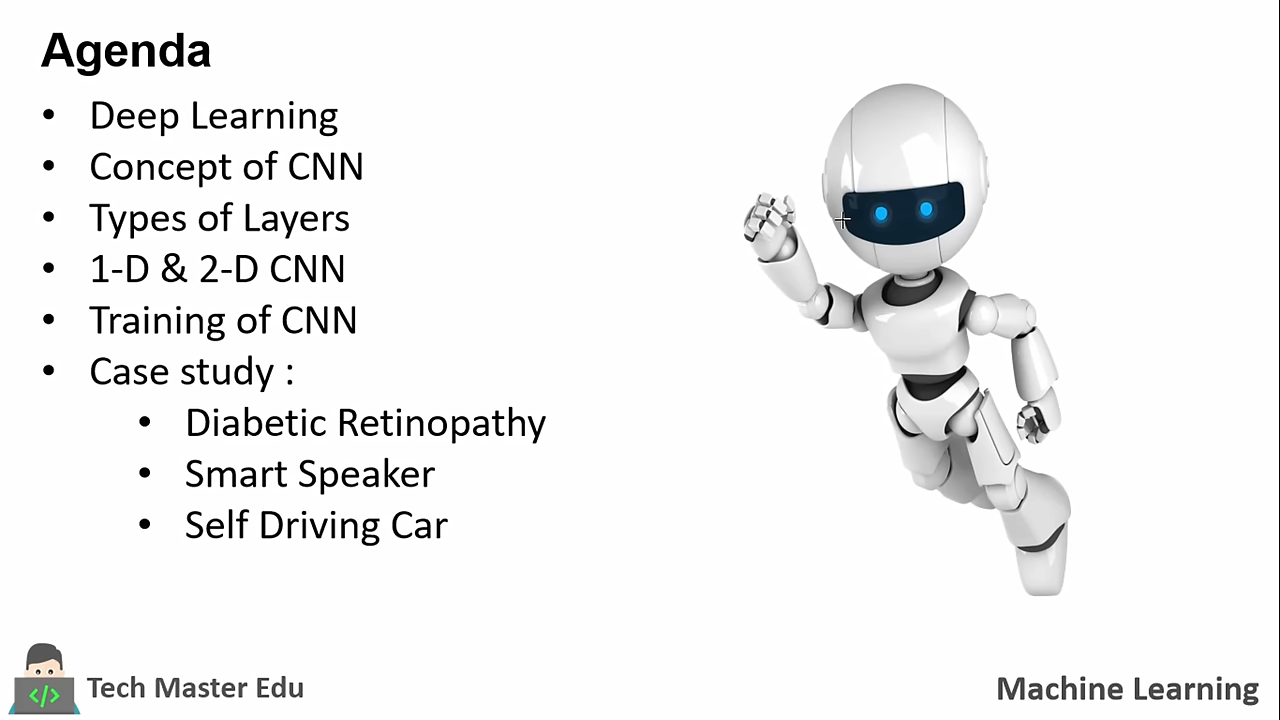 Agenda
• Deep Learning
• Concept of CNN
• Types of Layers
• 1-D & 2-D CNN
• Training of CNN
• Case study :
• Diabetic Retinopathy
• Smart Speaker
• Self Driving Car
</>
Tech Master Edu
Machine Learning